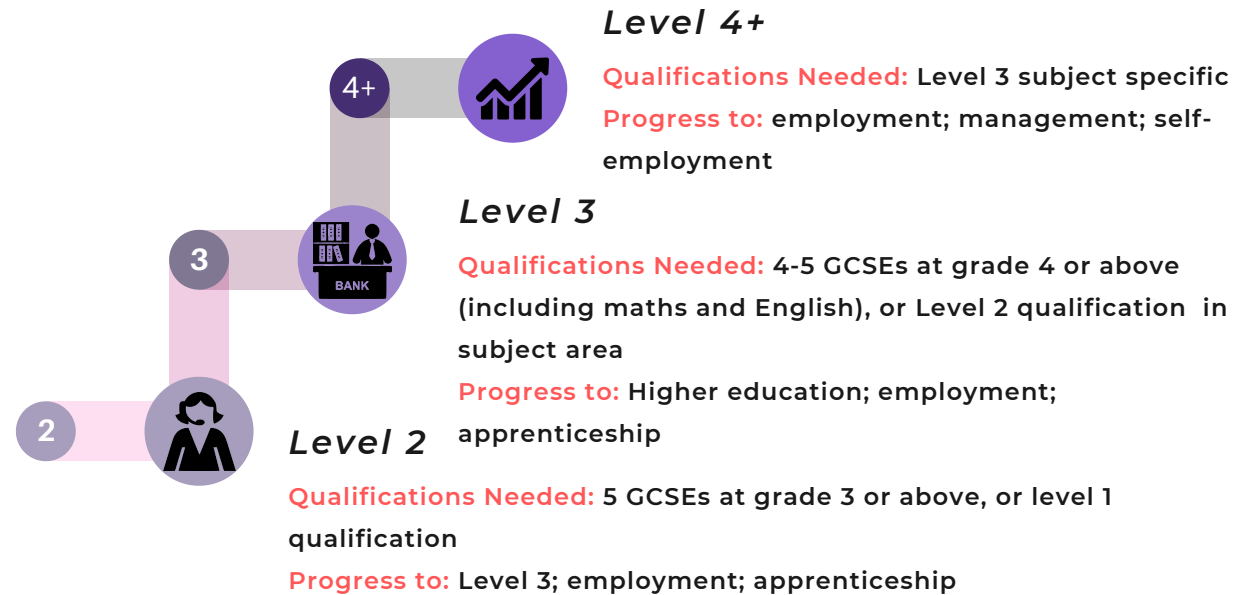 Level 4+
4+
Qualifications Needed: Level 3 subject specific
Progress to: employment; management; self-
employment
Level 3
3
Qualifications Needed: 4-5 GCSEs at grade 4 or above
(including maths and English), or Level 2 qualification  in
subject area
BANK
Progress to: Higher education; employment;
apprenticeship
2
Level 2
Qualifications Needed: 5 GCSEs at grade 3 or above, or level 1
qualification
Progress to: Level 3; employment; apprenticeship